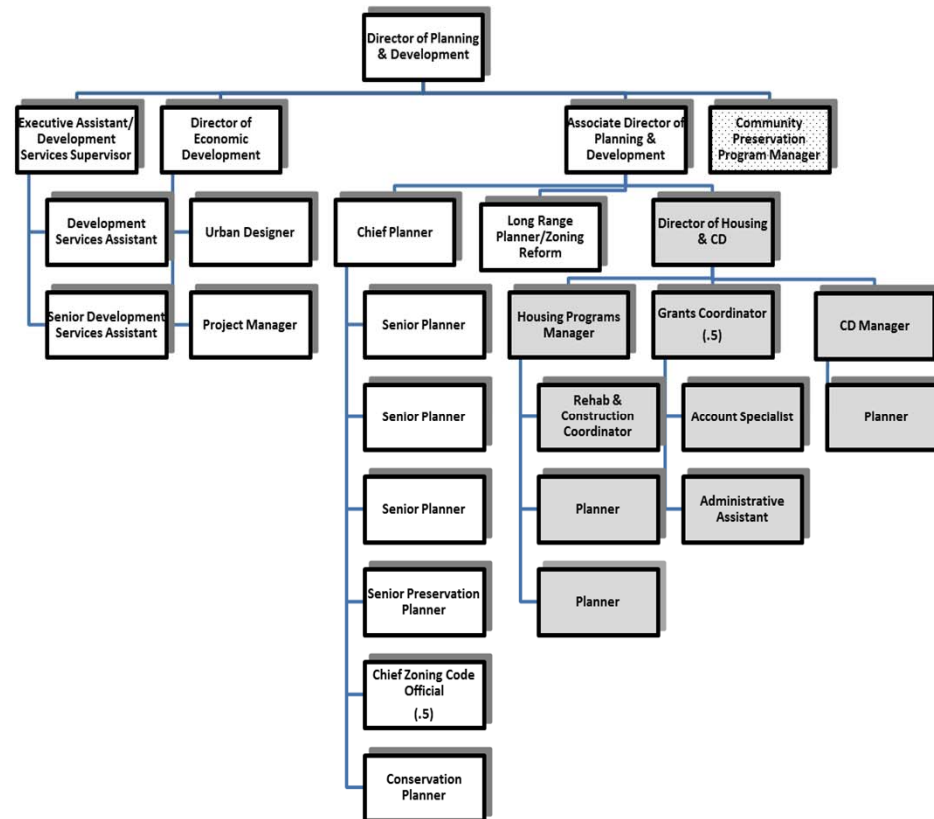 Director of Planning
& Development
Executive Assistant/
Development
Services Supervisor
Director of
Economic
Development
Associate Director of
Planning &
Development
Community
Preservation
Program Manager
Development
Services Assistant
Urban Designer
Chief Planner
Long Range
Planner/Zoning
Reform
Director of Housing
& CD
Senior Development
Services Assistant
Project Manager
Senior Planner
Housing Programs
Manager
Grants Coordinator
(.5)
CD Manager
Senior Planner
Rehab &
Construction
Coordinator
Account Specialist
Planner
Senior Planner
Planner
Administrative
Assistant
Senior Preservation
Planner
Planner
Chief Zoning Code
Official
(.5)
Conservation
Planner